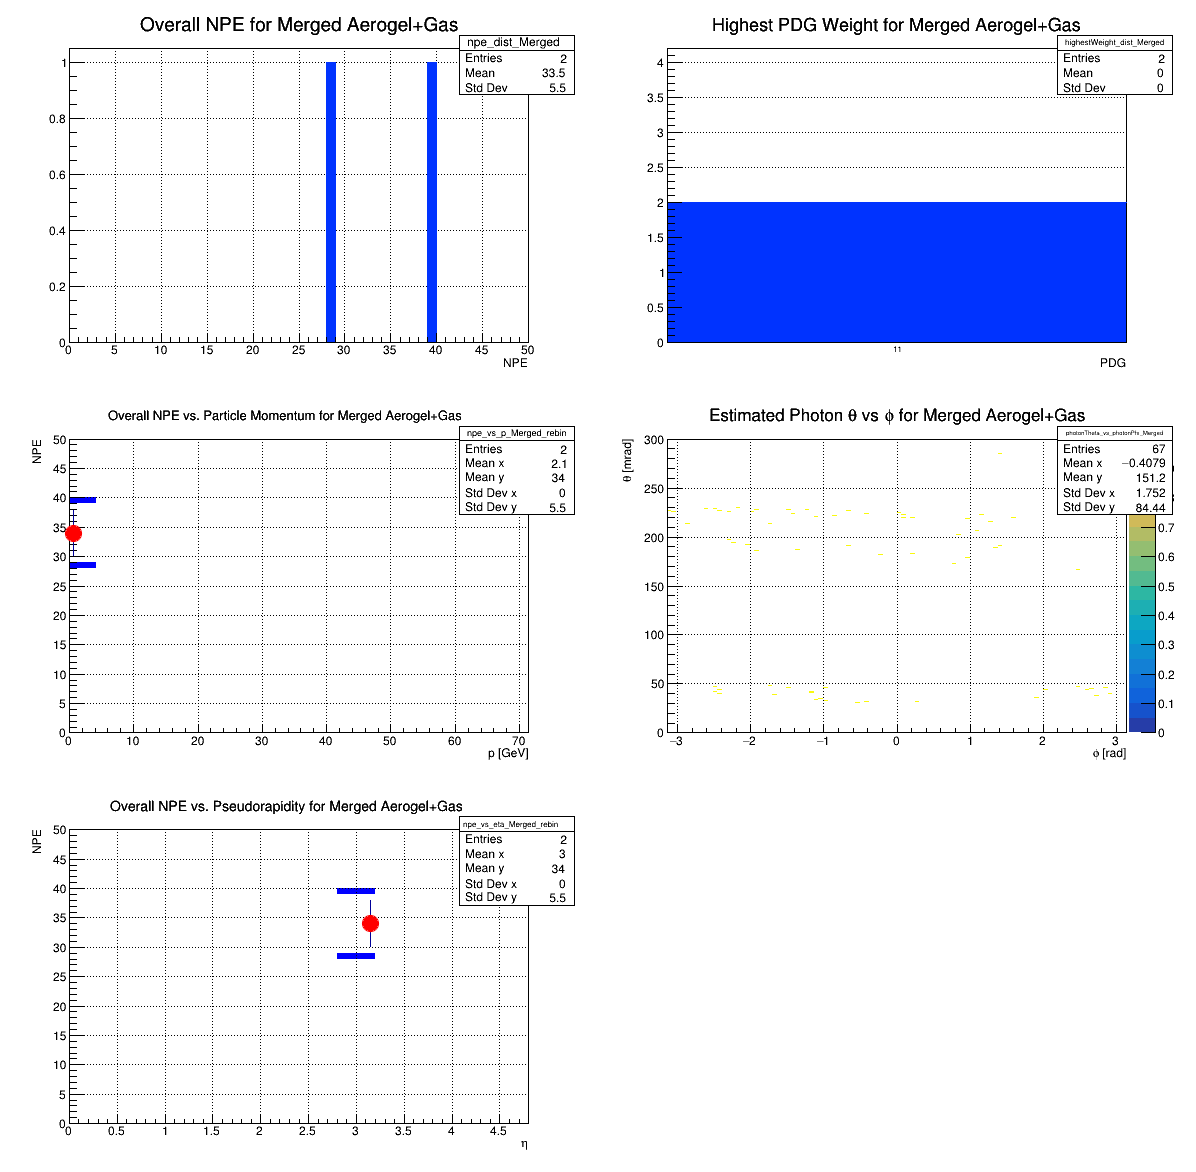 Overall NPE for Merged Aerogel+Gas
npe_dist_Merged
Entries 2
Mean 33.5
Std Dev 5.5
1
0.8
0.6
0.4
0.2
0
0 5 10 15 20 25 30 35 40 45 50
NPE
Highest PDG Weight for Merged Aerogel+Gas
highestWeight_dist_Merged
Entries 2
Mean 0
Std Dev 0
4
3.5
3
2.5
2
1.5
1
0.5
0
11
PDG
Overall NPE vs. Particle Momentum for Merged Aerogel+Gas
npe_vs_p_Merged_rebin
Entries 2
Mean x 2.1
Mean y 34
Std Dev x 0
Std Dev y 5.5
NPE
50
45
40
35
30
25
20
15
10
5
0
0 10 20 30 40 50 60 70
p [GeV]
Estimated Photon θ vs ϕ for Merged Aerogel+Gas
photonTheta_vs_photonPhi_Merged
Entries 67
Mean x −0.4079
Mean y 151.2
Std Dev x 1.752
Std Dev y 84.44
θ [mrad]
300
250
200
150
100
50
0
−3 −2 −1 0 1 2 3
ϕ [rad]
0.7
0.6
0.5
0.4
0.3
0.2
0.1
0
Overall NPE vs. Pseudorapidity for Merged Aerogel+Gas
npe_vs_eta_Merged_rebin
Entries 2
Mean x 3
Mean y 34
Std Dev x 0
Std Dev y 5.5
NPE
50
45
40
35
30
25
20
15
10
5
0
0 0.5 1 1.5 2 2.5 3 3.5 4 4.5
η